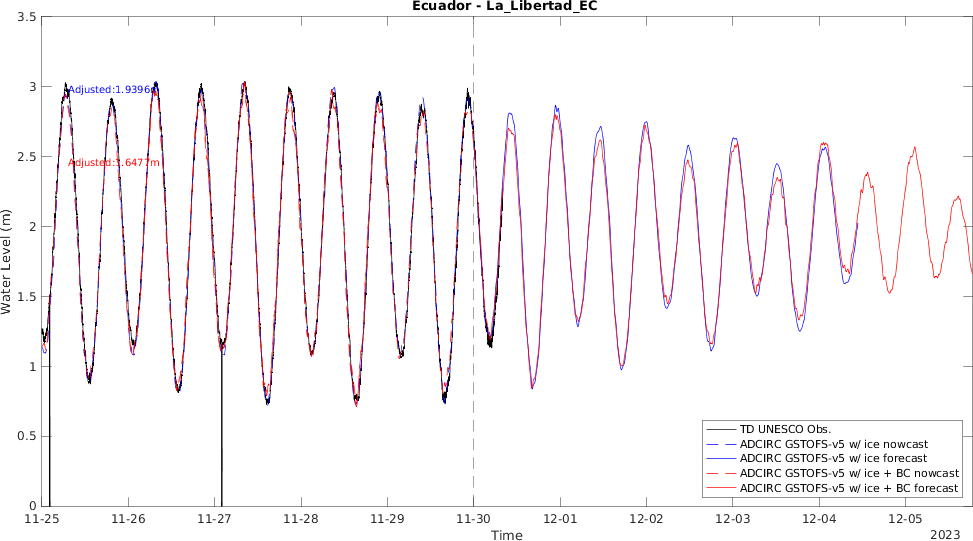 Ecuador - La_Libertad_EC
3.5
3
2.5
2
1.5
1
0.5
0
Water Level (m)
Adjusted:1.9396
Adjusted:1.6477m
TD UNESCO Obs.
ADCIRC GSTOFS-v5 w/ ice nowcast
ADCIRC GSTOFS-v5 w/ ice forecast
ADCIRC GSTOFS-v5 w/ ice + BC nowcast
ADCIRC GSTOFS-v5 w/ ice + BC forecast
11-25 11-26 11-27 11-28 11-29 11-30 12-01 12-02 12-03 12-04 12-05
Time
2023